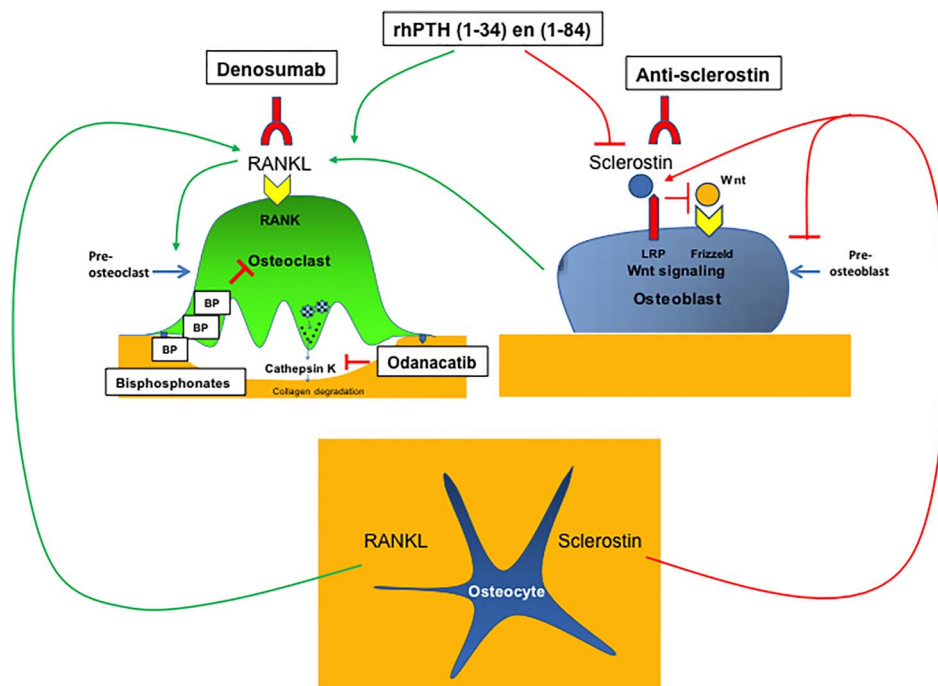 rhPTH (1-34) en (1-84)
Denosumab
Anti-sclerostin
RANKL
Sclerostin
Wnt
RANK
Pre-
osteoclast
Osteoclast
LRP
Frizzeld
Wnt signaling
Osteoblast
Pre-
osteoblast
BP
BP
BP
Cathepsin K
Odanacatib
Bisphosphonates
Collagen degradation
RANKL
Sclerostin
Osteocyte